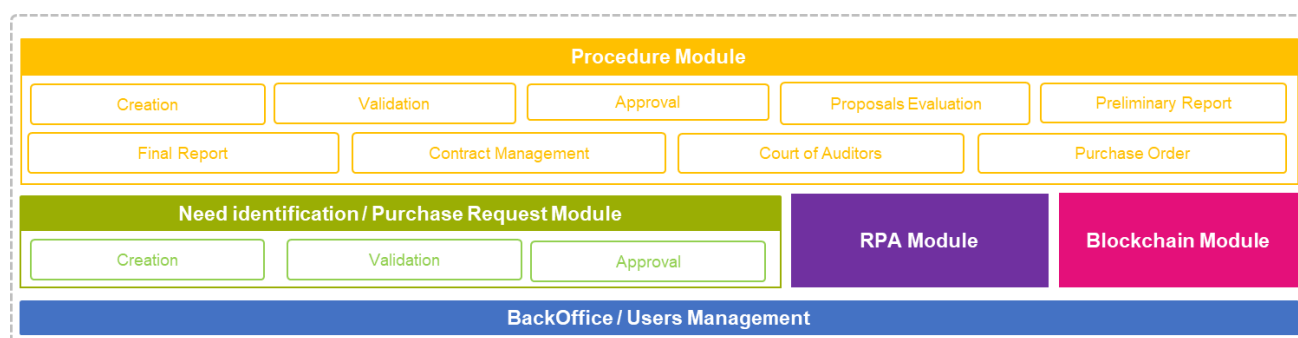 Procedure Module
Creation
Validation
Approval
Proposals Evaluation
Preliminary Report
Final Report
Contract Management
Court of Auditors
Purchase Order
Need identification / Purchase Request Module
Creation
Validation
Approval
RPA Module
Blockchain Module
BackOffice / Users Management